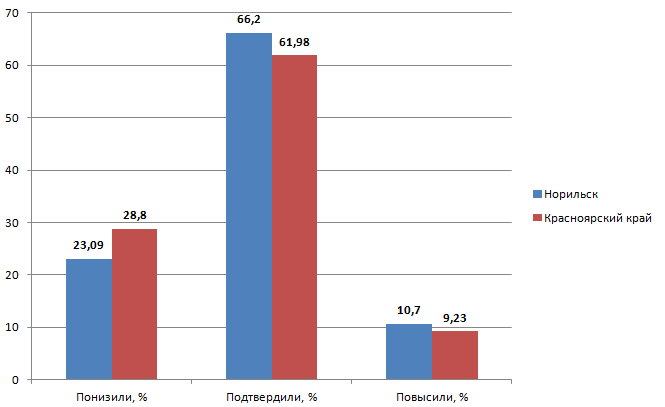 70
60
50
40
30
20
10
0
23,09
28,8
66,2
61,98
10,7
9,23
Понизили, %
Подтвердили, %
Повысили, %
Норильск
Красноярский край